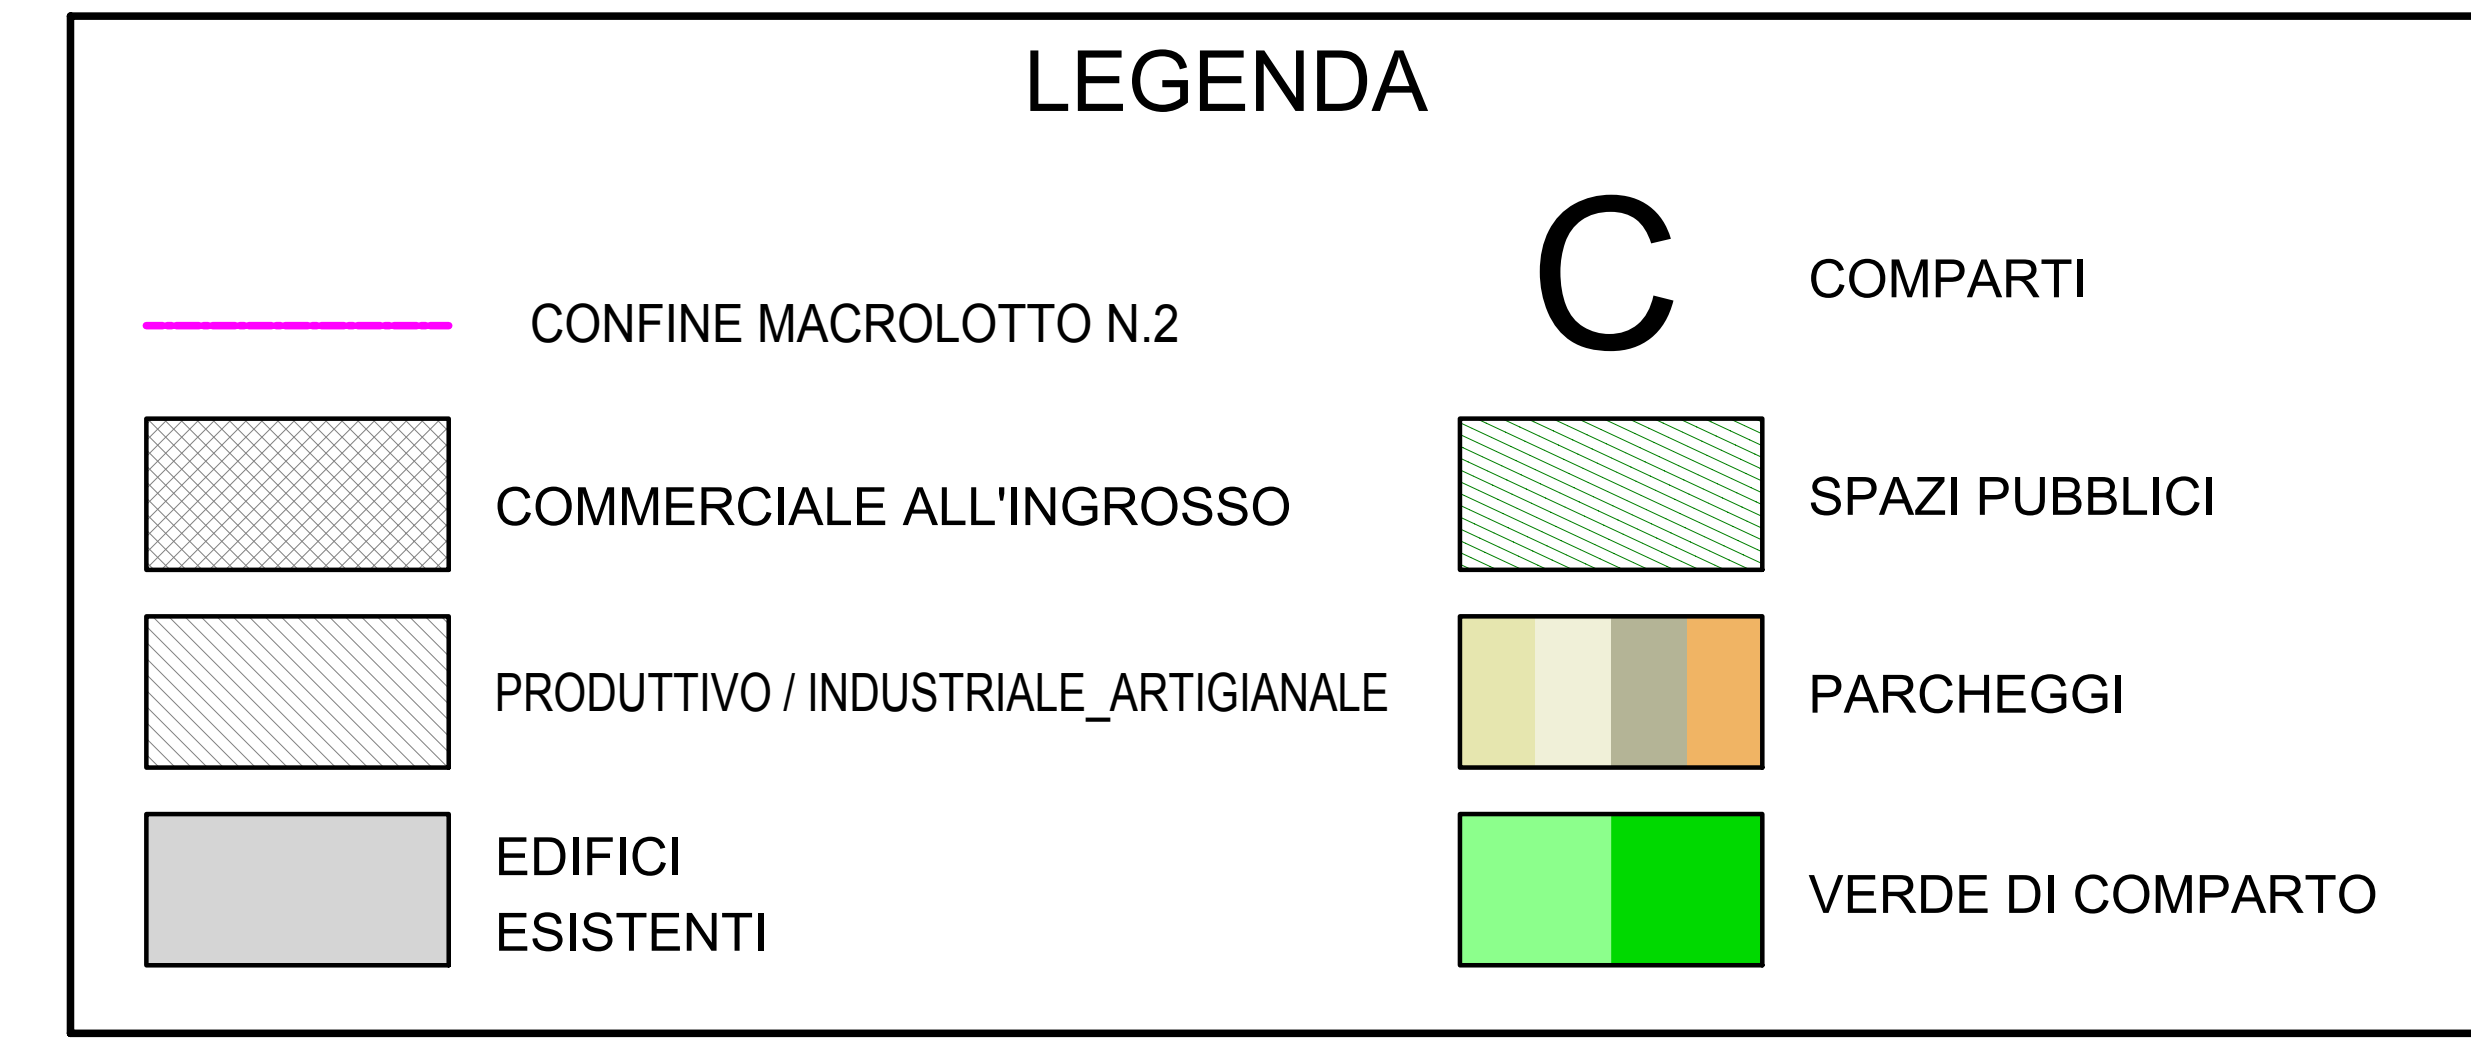 LEGENDA
CONFINE MACROLOTTO N.2
COMMERCIALE ALL'INGROSSO
PRODUTTIVO / INDUSTRIALE_ARTIGIANALE
EDIFICI
ESISTENTI
C
COMPARTI
SPAZI PUBBLICI
PARCHEGGI
VERDE DI COMPARTO